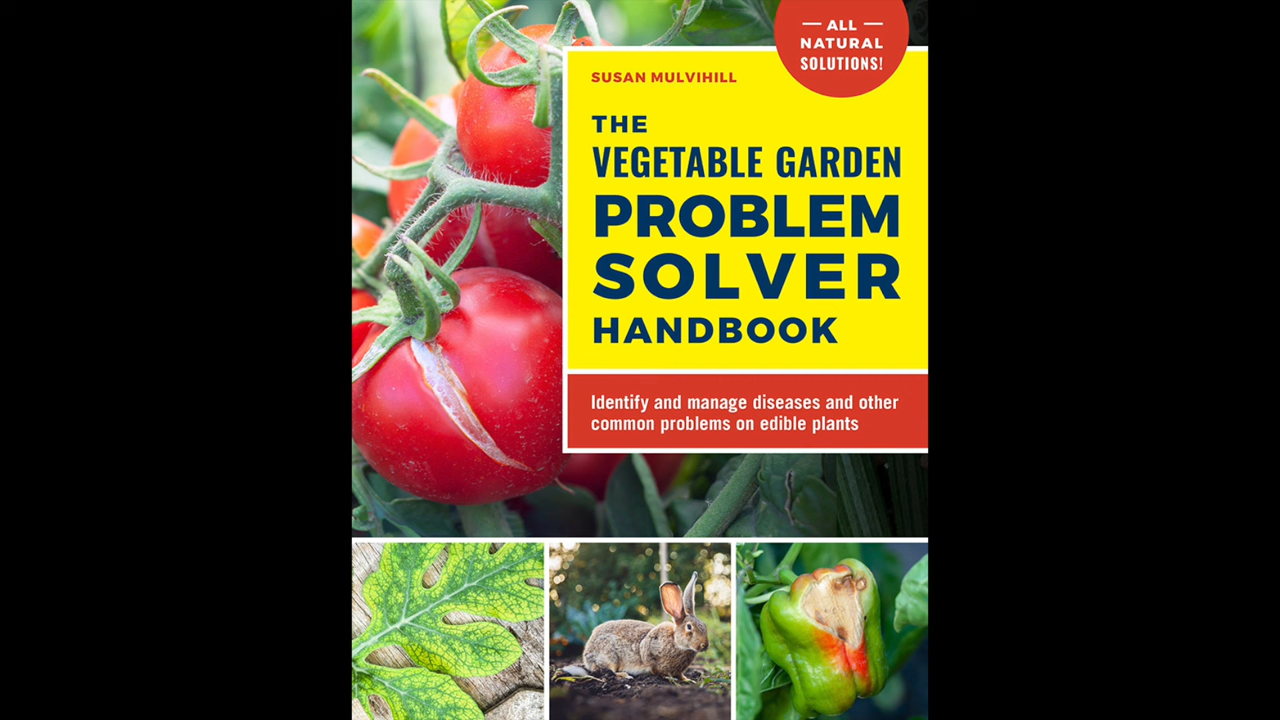 — ALL —
NATURAL
SOLUTIONS!
SUSAN MULVIHILL
THE
VEGETABLE GARDEN
PROBLEM
SOLVER
HANDBOOK
Identify and manage diseases and other
common problems on edible plants